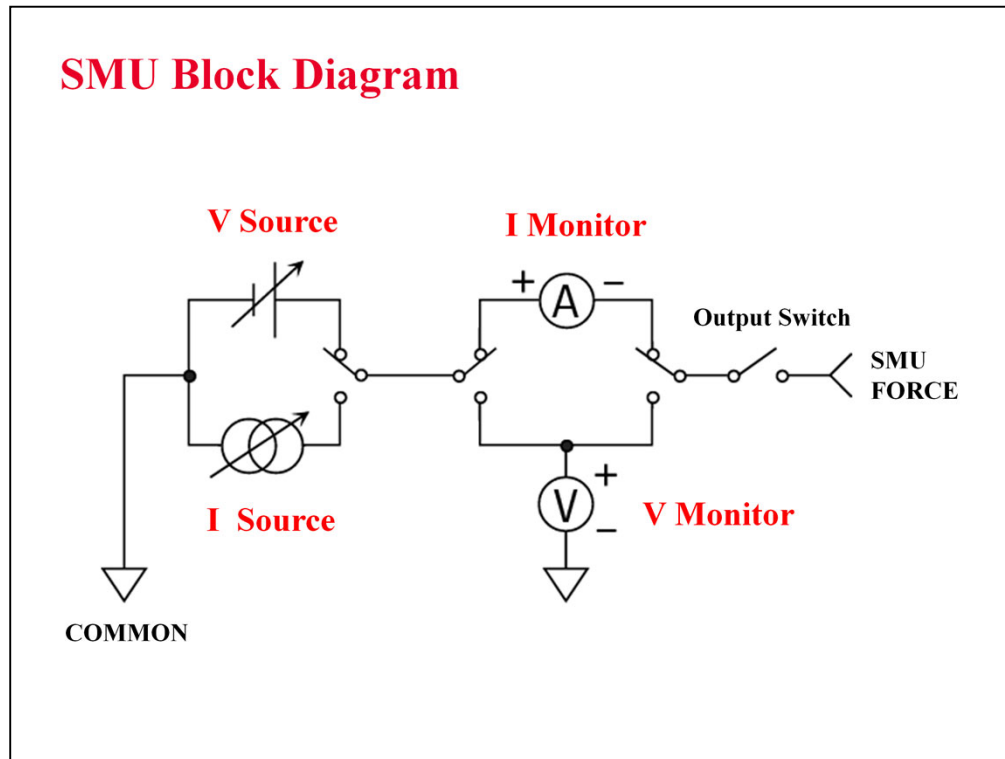 SMU Block Diagram
V Source
I Monitor
+
A
−
Output Switch
SMU
FORCE
I  Source
+
V
−
V Monitor
COMMON